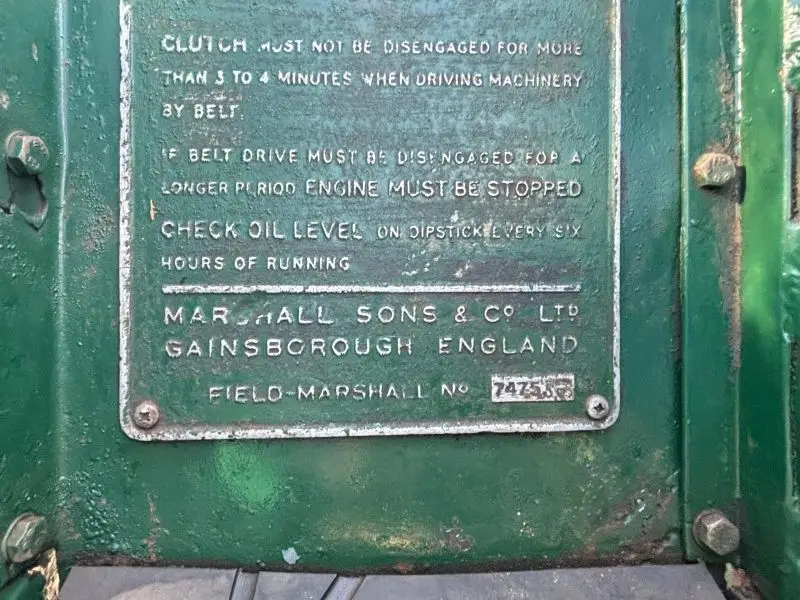 CLUTCH MUST NOT BE DISENGAGED FOR MORE
THAN 3 TO 4 MINUTES WHEN DRIVING MACHINERY
BY BELT.
IF BELT DRIVE MUST BE DISENGAGED FOR A
LONGER PERIOD ENGINE MUST BE STOPPED
CHECK OIL LEVEL ON DIPSTICK EVERY SIX
HOURS OF RUNNING
MARSHALL SONS & Cº LTD
GAINSBOROUGH ENGLAND
FIELD-MARSHALL Nº